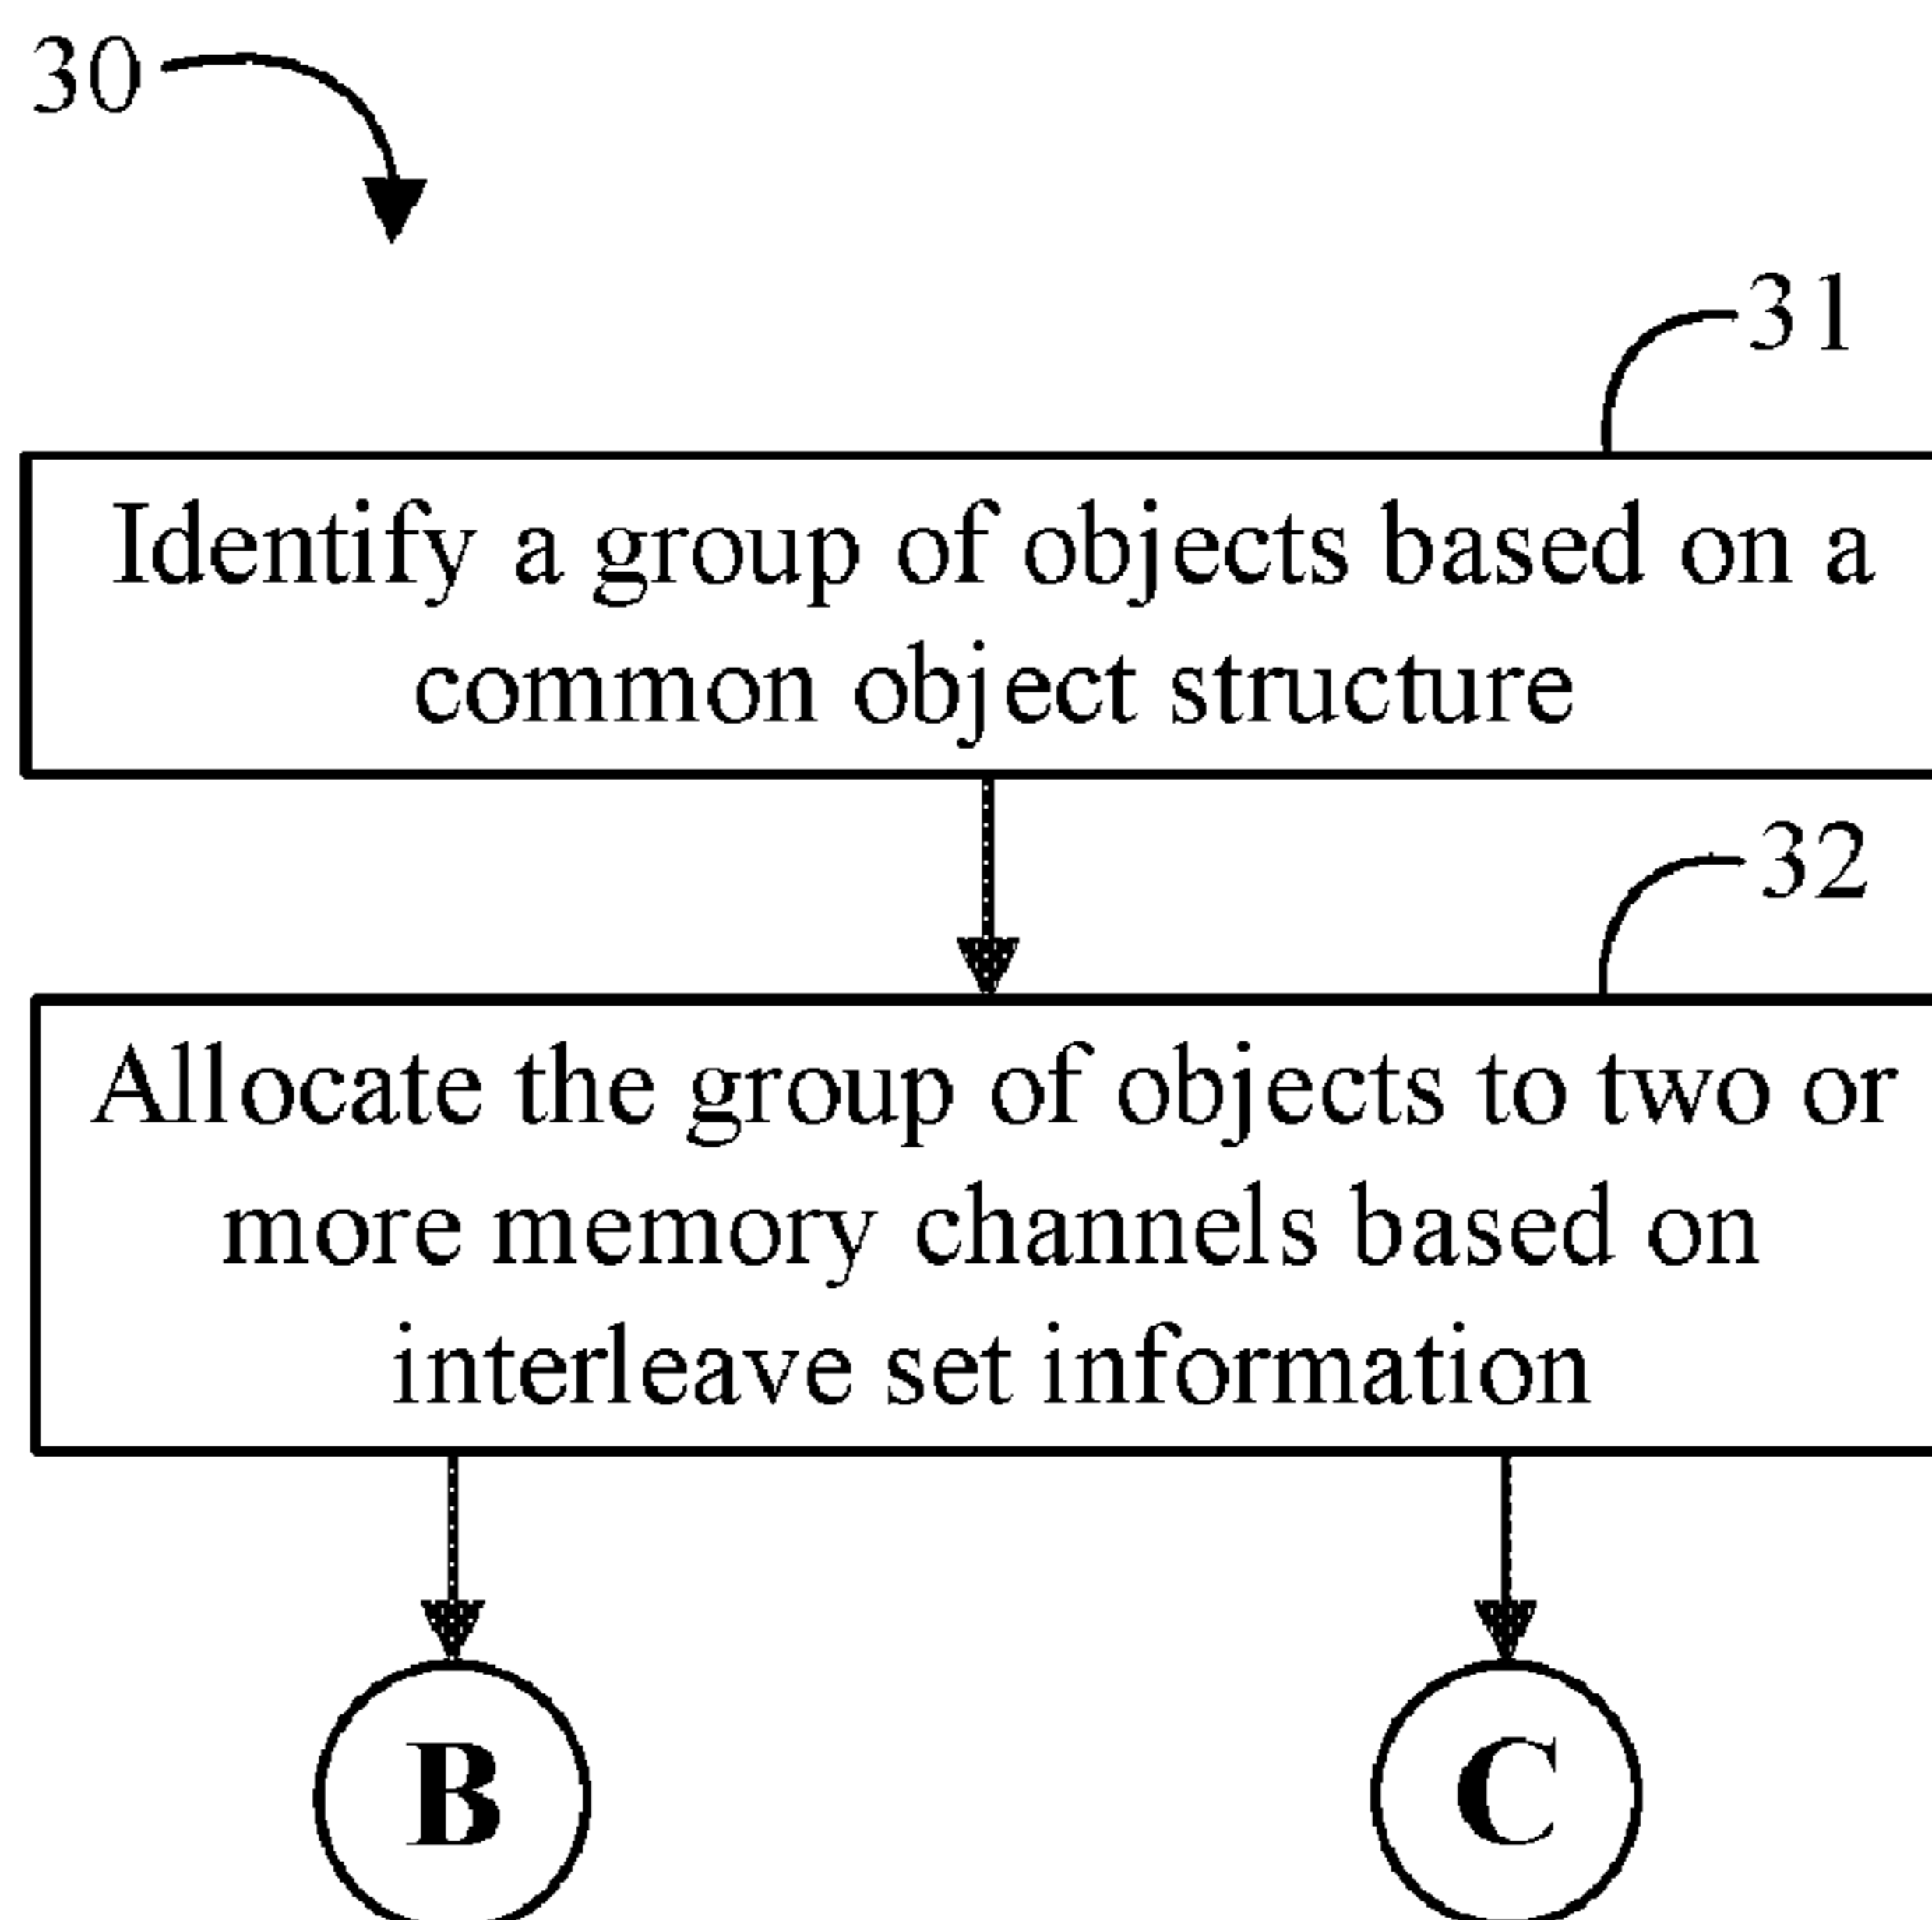 30
31
Identify a group of objects based on a
common object structure
32
Allocate the group of objects to two or
more memory channels based on
interleave set information
B
C